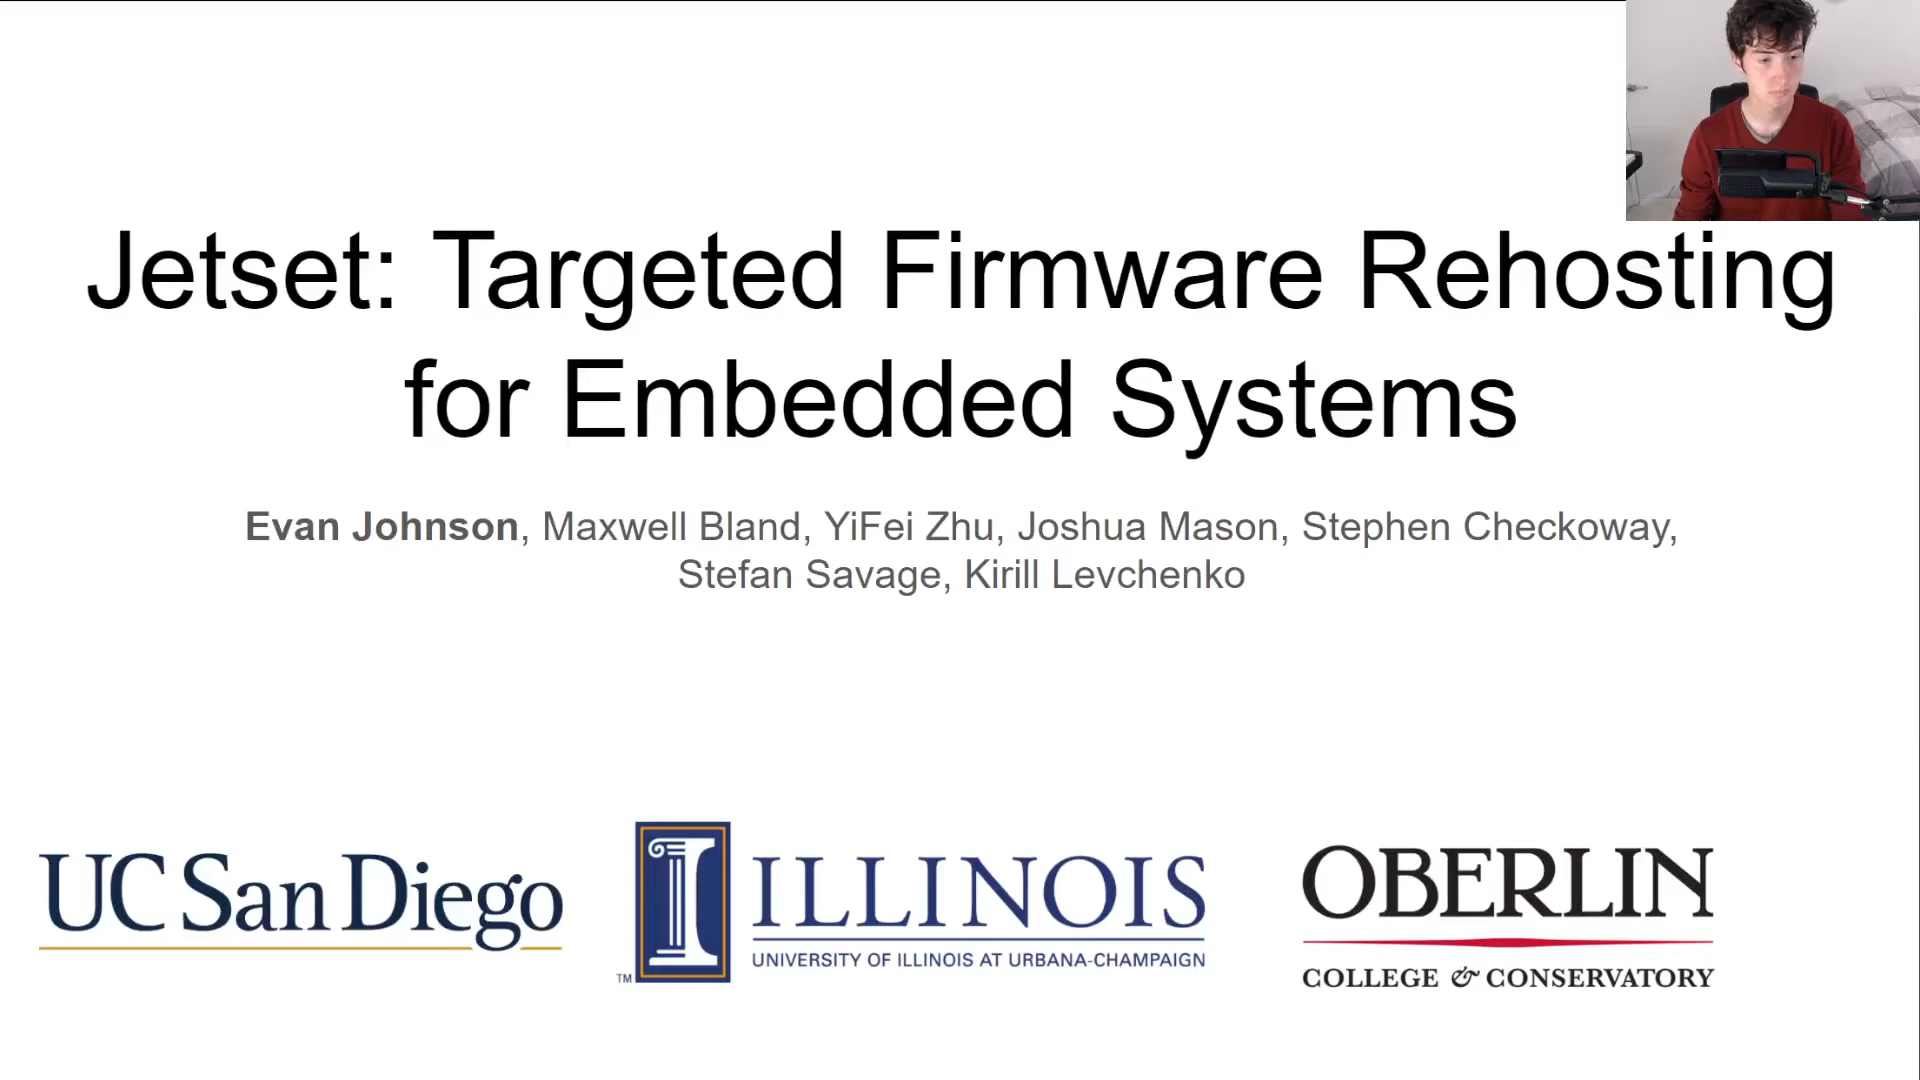 Jetset: Targeted Firmware Rehosting
for Embedded Systems
Evan Johnson, Maxwell Bland, YiFei Zhu, Joshua Mason, Stephen Checkoway,
Stefan Savage, Kirill Levchenko
UC San Diego
ILLINOIS
UNIVERSITY OF ILLINOIS AT URBANA-CHAMPAIGN
TM
OBERLIN
COLLEGE & CONSERVATORY